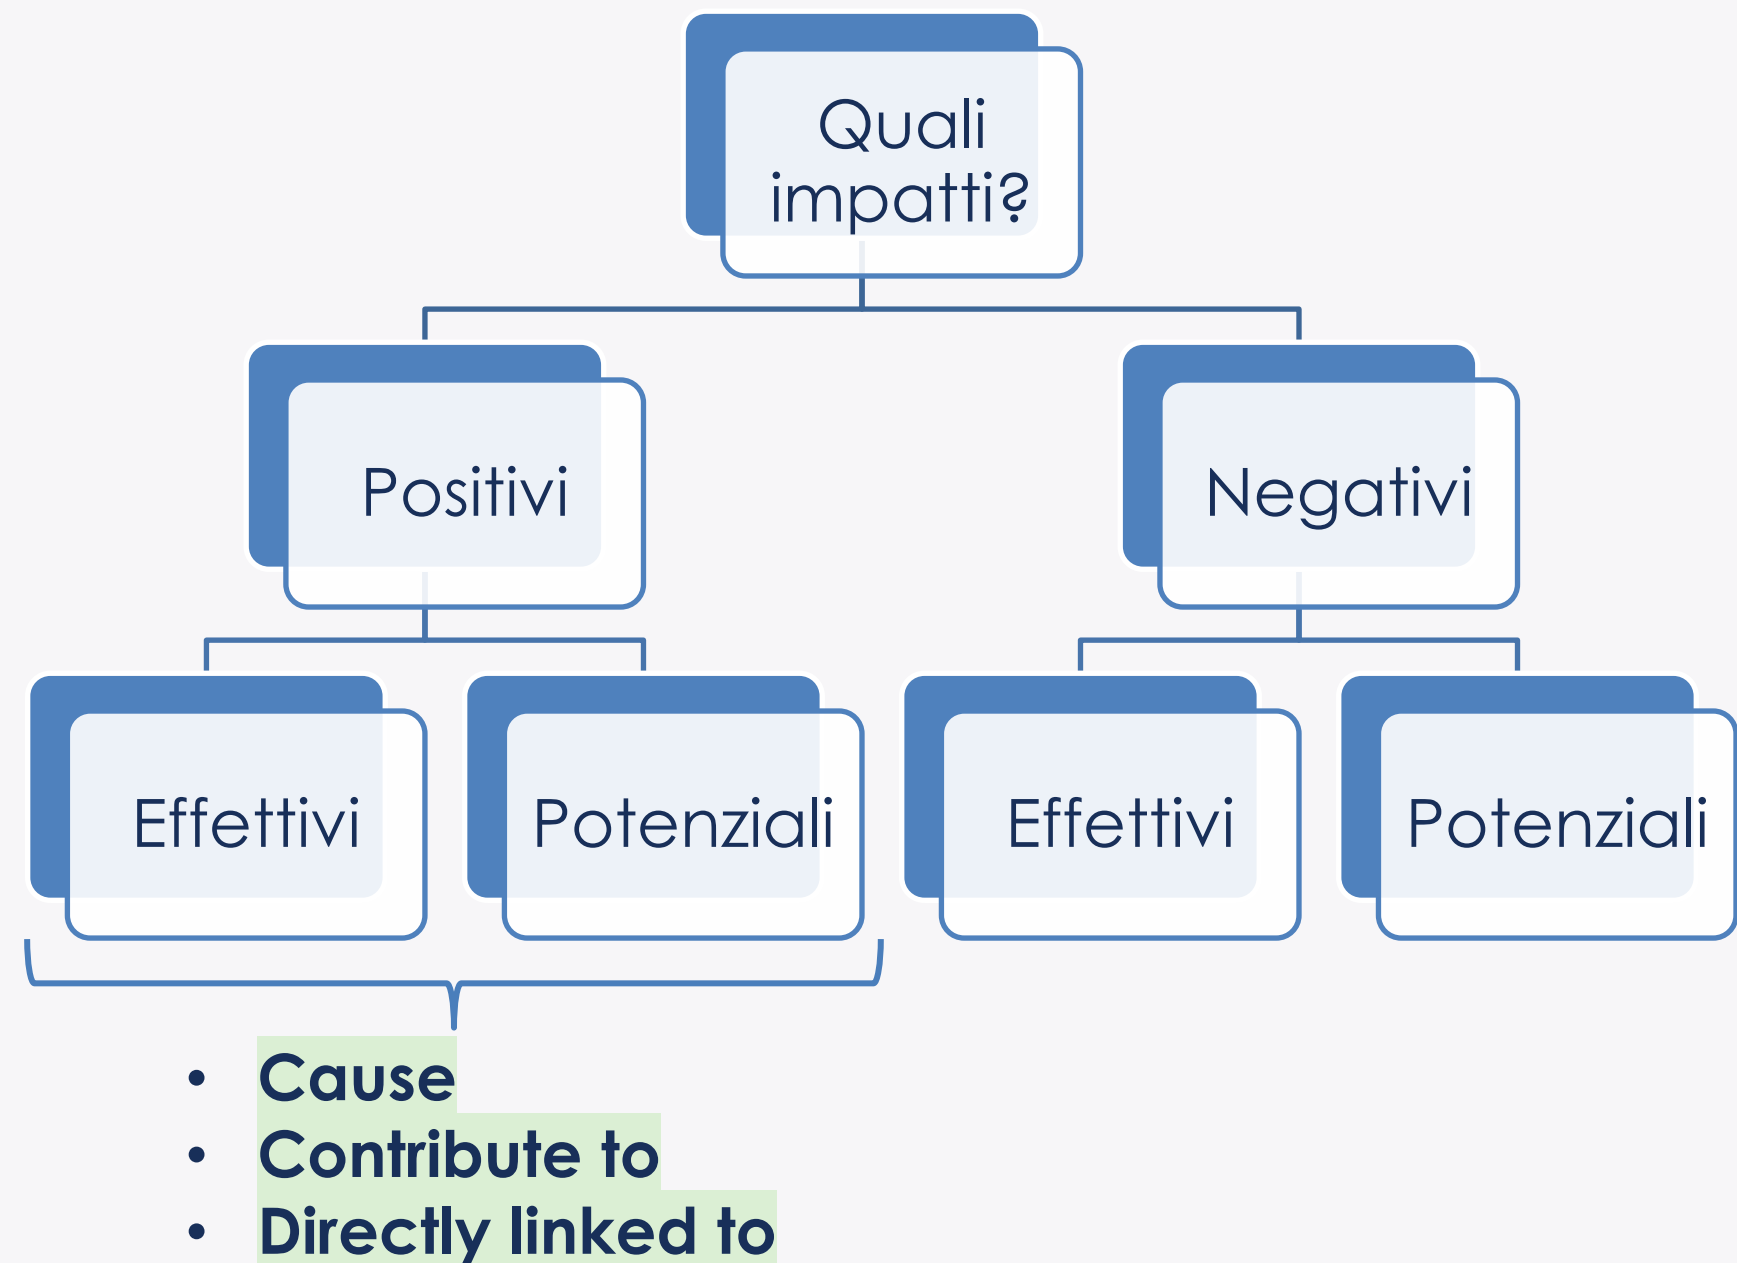 Quali
impatti?
Positivi
Negativi
Effettivi
Potenziali
Effettivi
Potenziali
• Cause
• Contribute to
• Directly linked to